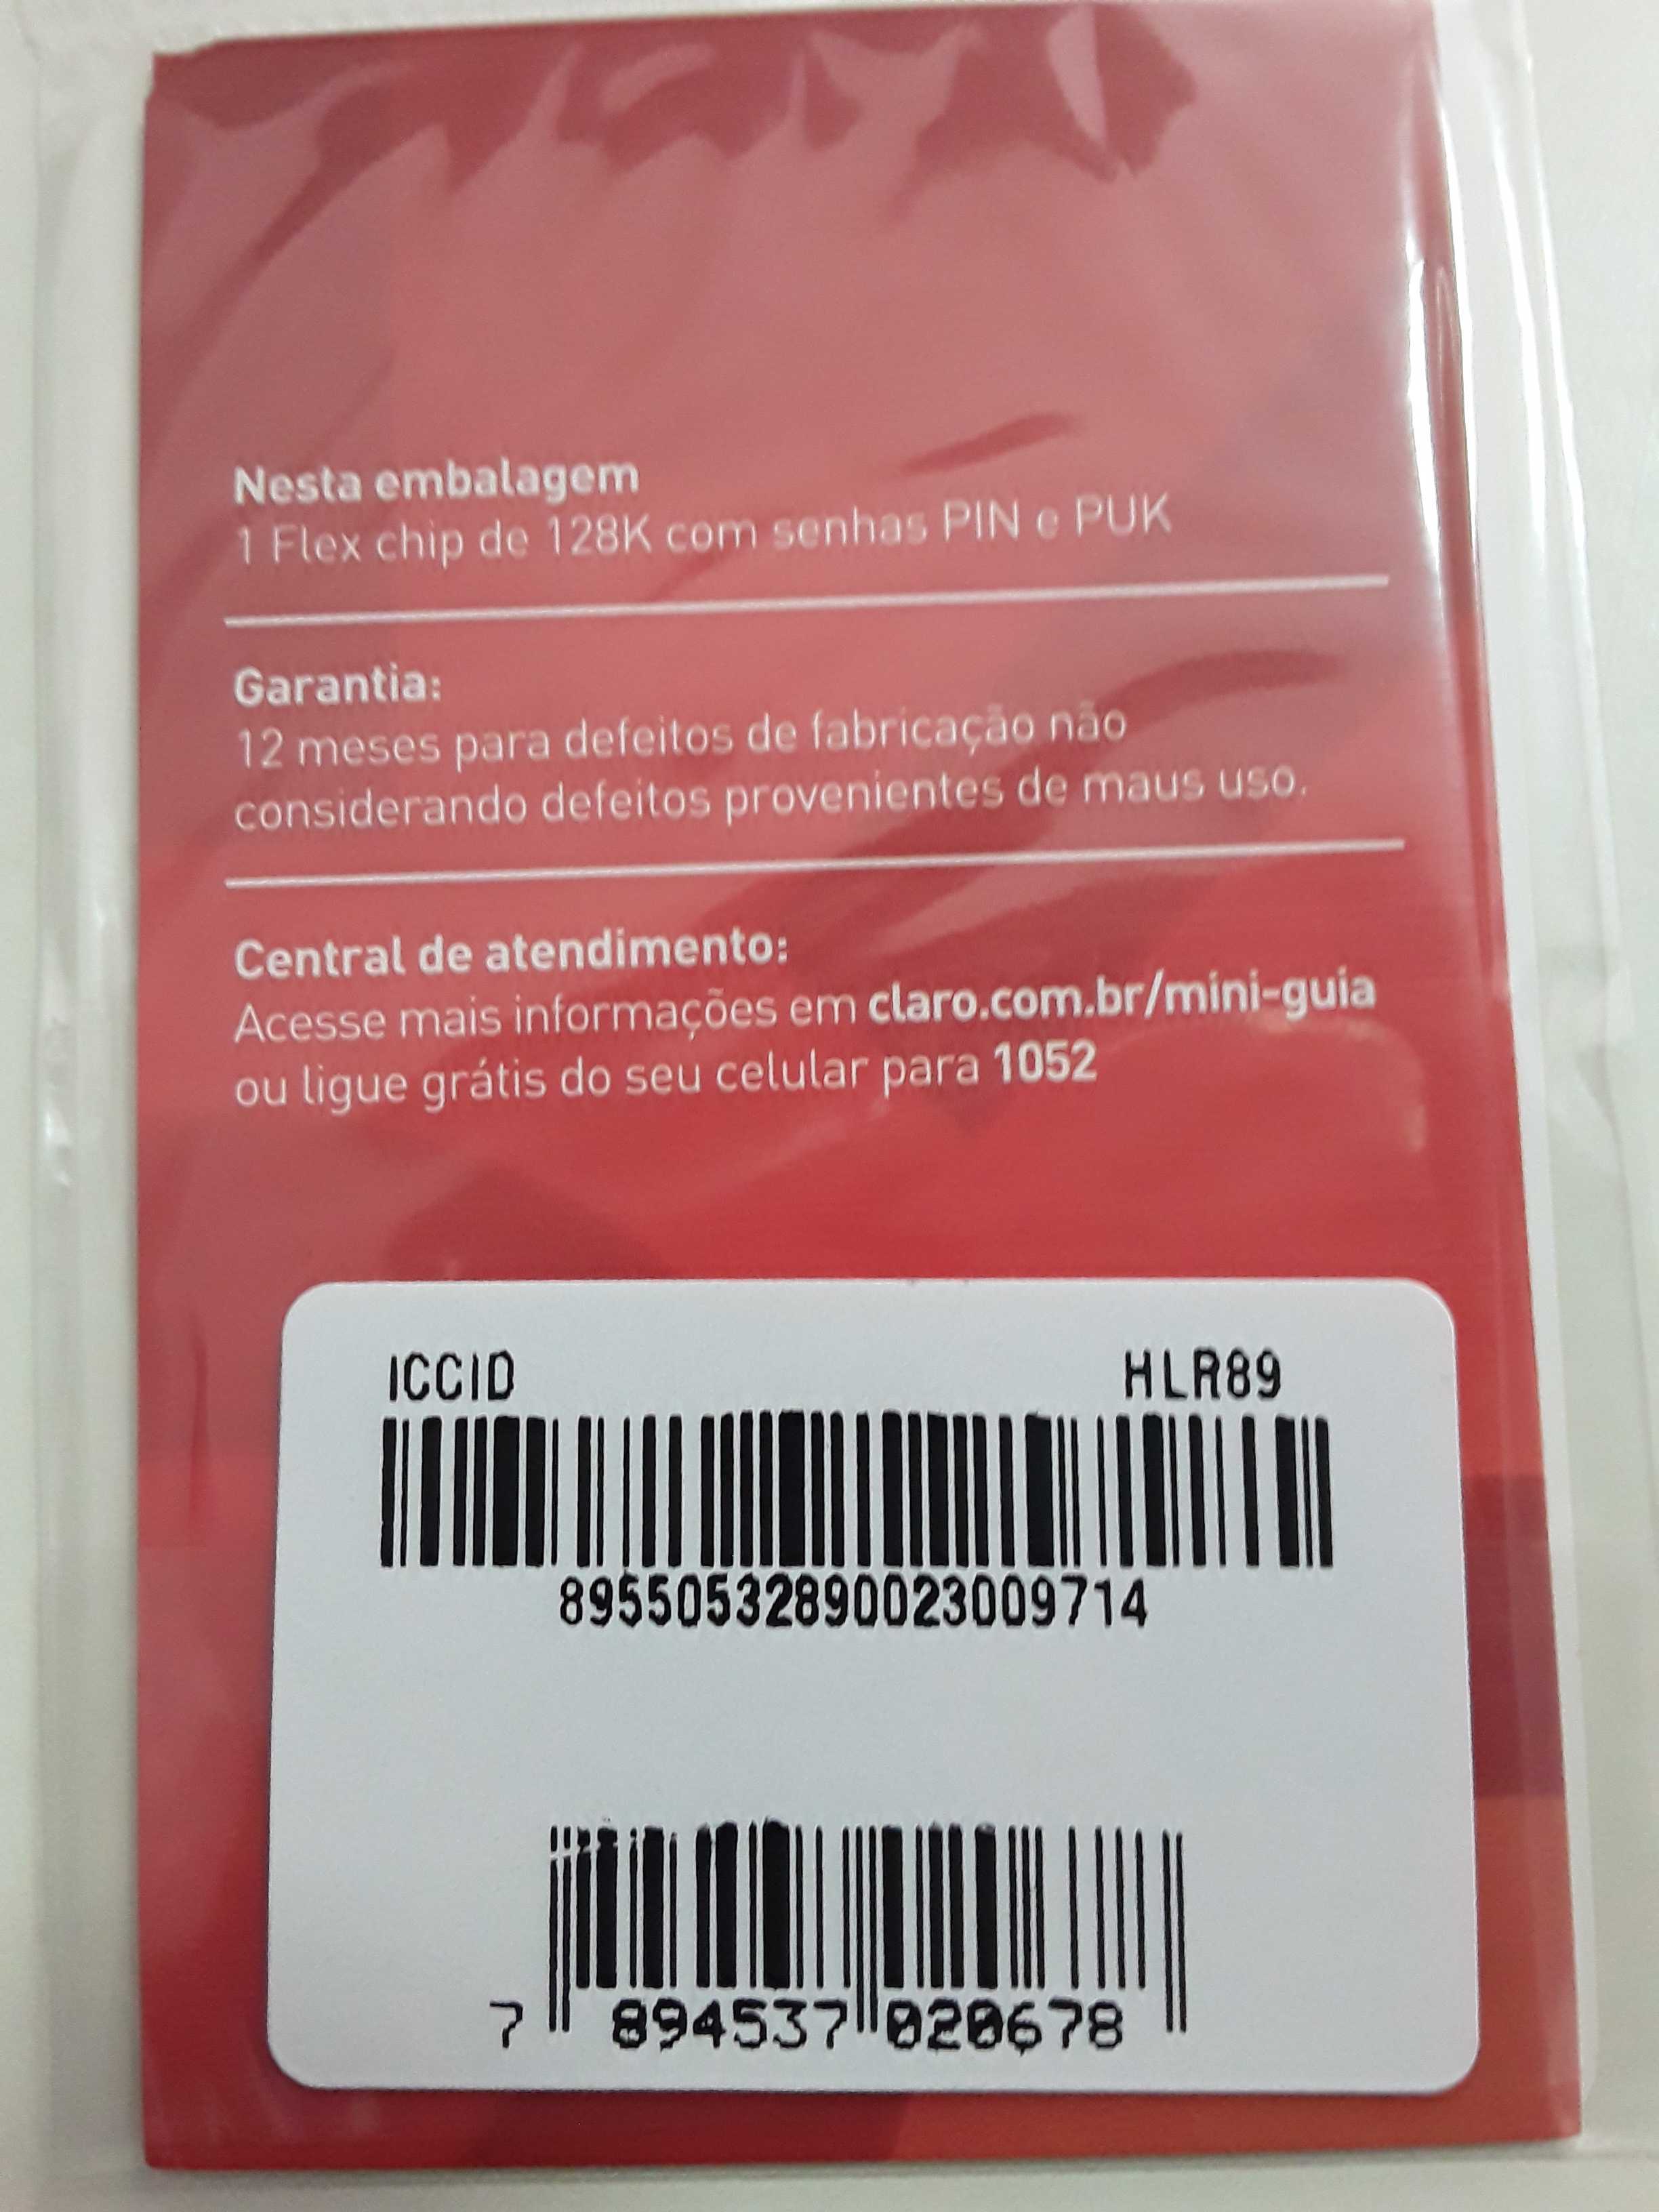 Nesta embalagem
1 Flex chip de 128K com senhas PIN e PUK
Garantia:
12 meses para defeitos de fabricação não
considerando defeitos provenientes de maus uso.
Central de atendimento:
Acesse mais informações em claro.com.br/mini-guia
ou ligue grátis do seu celular para 1052
ICCID HLR89
89550532890023009714
7 894537 020678